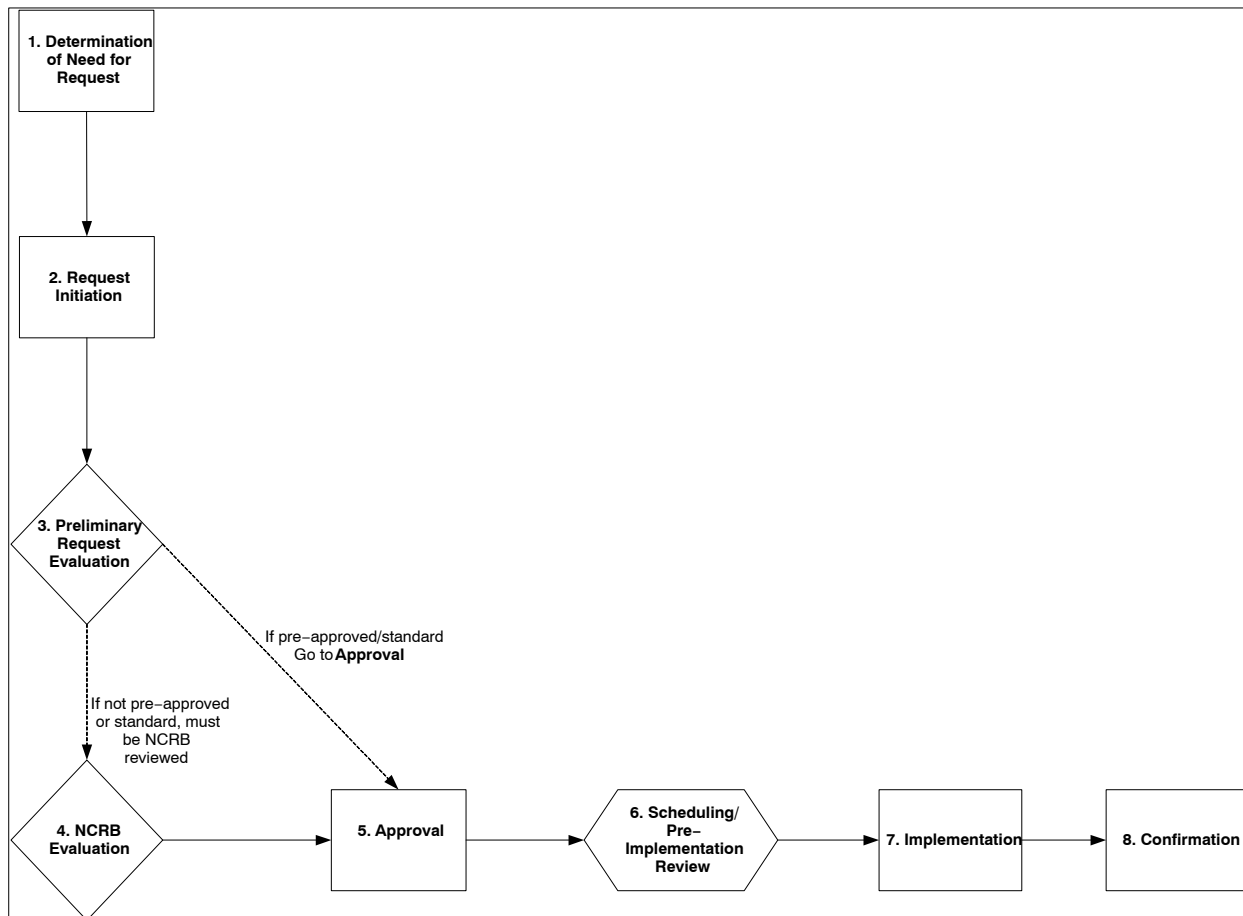 1. Determination
of Need for
Request
2. Request
Initiation
3. Preliminary
Request
Evaluation
If pre−approved/standard
Go to Approval
If not pre−approved
or standard, must
be NCRB
reviewed
4. NCRB
Evaluation
5. Approval
6. Scheduling/
Pre−
Implementation
Review
7. Implementation
8. Confirmation